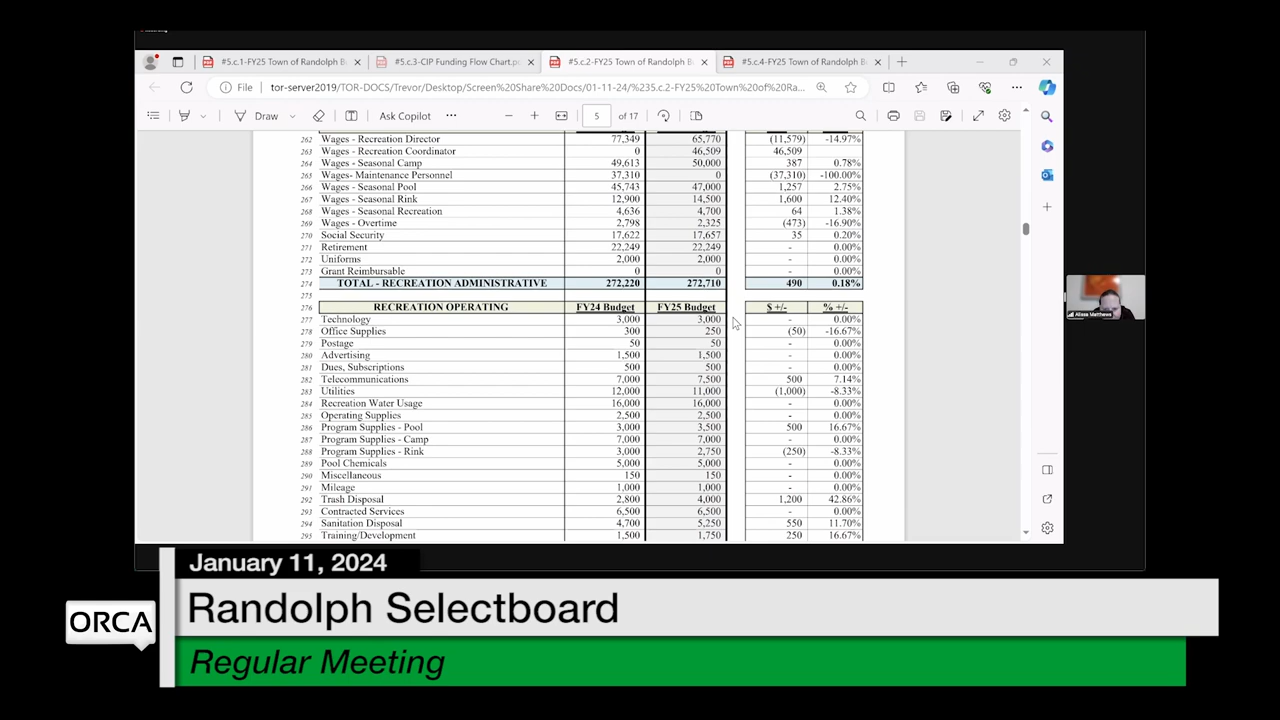 #5.c.1-FY25 Town of Randolph B
#5.c.3-CIP Funding Flow Chart.pc
#5.c.2-FY25 Town of Randolph B
#5.c.4-FY25 Town of Randolph B
File tor-server2019/TOR-DOCS/Trevor/Desktop/Screen%20Share%20Docs/01-11-24/%235.c.2-FY25%20Town%20of%20Ra...
Draw Ask Copilot 5 of 17
262 Wages - Recreation Director 77,349 65,770 (11,579) -14.97%
263 Wages - Recreation Coordinator 0 46,509 46,509
264 Wages - Seasonal Camp 49,613 50,000 387 0.78%
265 Wages- Maintenance Personnel 37,310 0 (37,310) -100.00%
266 Wages - Seasonal Pool 45,743 47,000 1,257 2.75%
267 Wages - Seasonal Rink 12,900 14,500 1,600 12.40%
268 Wages - Seasonal Recreation 4,636 4,700 64 1.38%
269 Wages - Overtime 2,798 2,325 (473) -16.90%
270 Social Security 17,622 17,657 35 0.20%
271 Retirement 22,249 22,249 - 0.00%
272 Uniforms 2,000 2,000 - 0.00%
273 Grant Reimbursable 0 0 - 0.00%
274 TOTAL - RECREATION ADMINISTRATIVE 272,220 272,710 490 0.18%
275
276 RECREATION OPERATING FY24 Budget FY25 Budget $ +/- % +/-
277 Technology 3,000 3,000 - 0.00%
278 Office Supplies 300 250 (50) -16.67%
279 Postage 50 50 - 0.00%
280 Advertising 1,500 1,500 - 0.00%
281 Dues, Subscriptions 500 500 - 0.00%
282 Telecommunications 7,000 7,500 500 7.14%
283 Utilities 12,000 11,000 (1,000) -8.33%
284 Recreation Water Usage 16,000 16,000 - 0.00%
285 Operating Supplies 2,500 2,500 - 0.00%
286 Program Supplies - Pool 3,000 3,500 500 16.67%
287 Program Supplies - Camp 7,000 7,000 - 0.00%
288 Program Supplies - Rink 3,000 2,750 (250) -8.33%
289 Pool Chemicals 5,000 5,000 - 0.00%
290 Miscellaneous 150 150 - 0.00%
291 Mileage 1,000 1,000 - 0.00%
292 Trash Disposal 2,800 4,000 1,200 42.86%
293 Contracted Services 6,500 6,500 - 0.00%
294 Sanitation Disposal 4,700 5,250 550 11.70%
295 Training/Development 1,500 1,750 250 16.67%
Alissa Matthews
January 11, 2024
ORCA
Randolph Selectboard
Regular Meeting